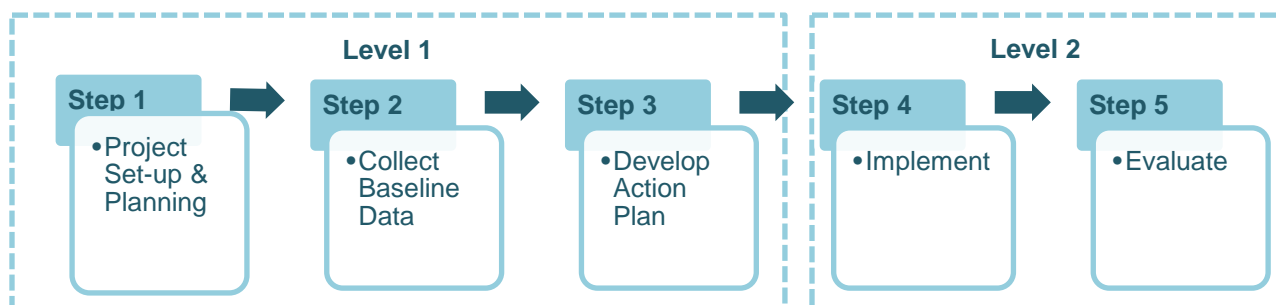 Level 1
Level 2
Step 1
•Project
Set-up &
Planning
Step 2
•Collect
Baseline
Data
Step 3
•Develop
Action
Plan
Step 4
•Implement
Step 5
•Evaluate